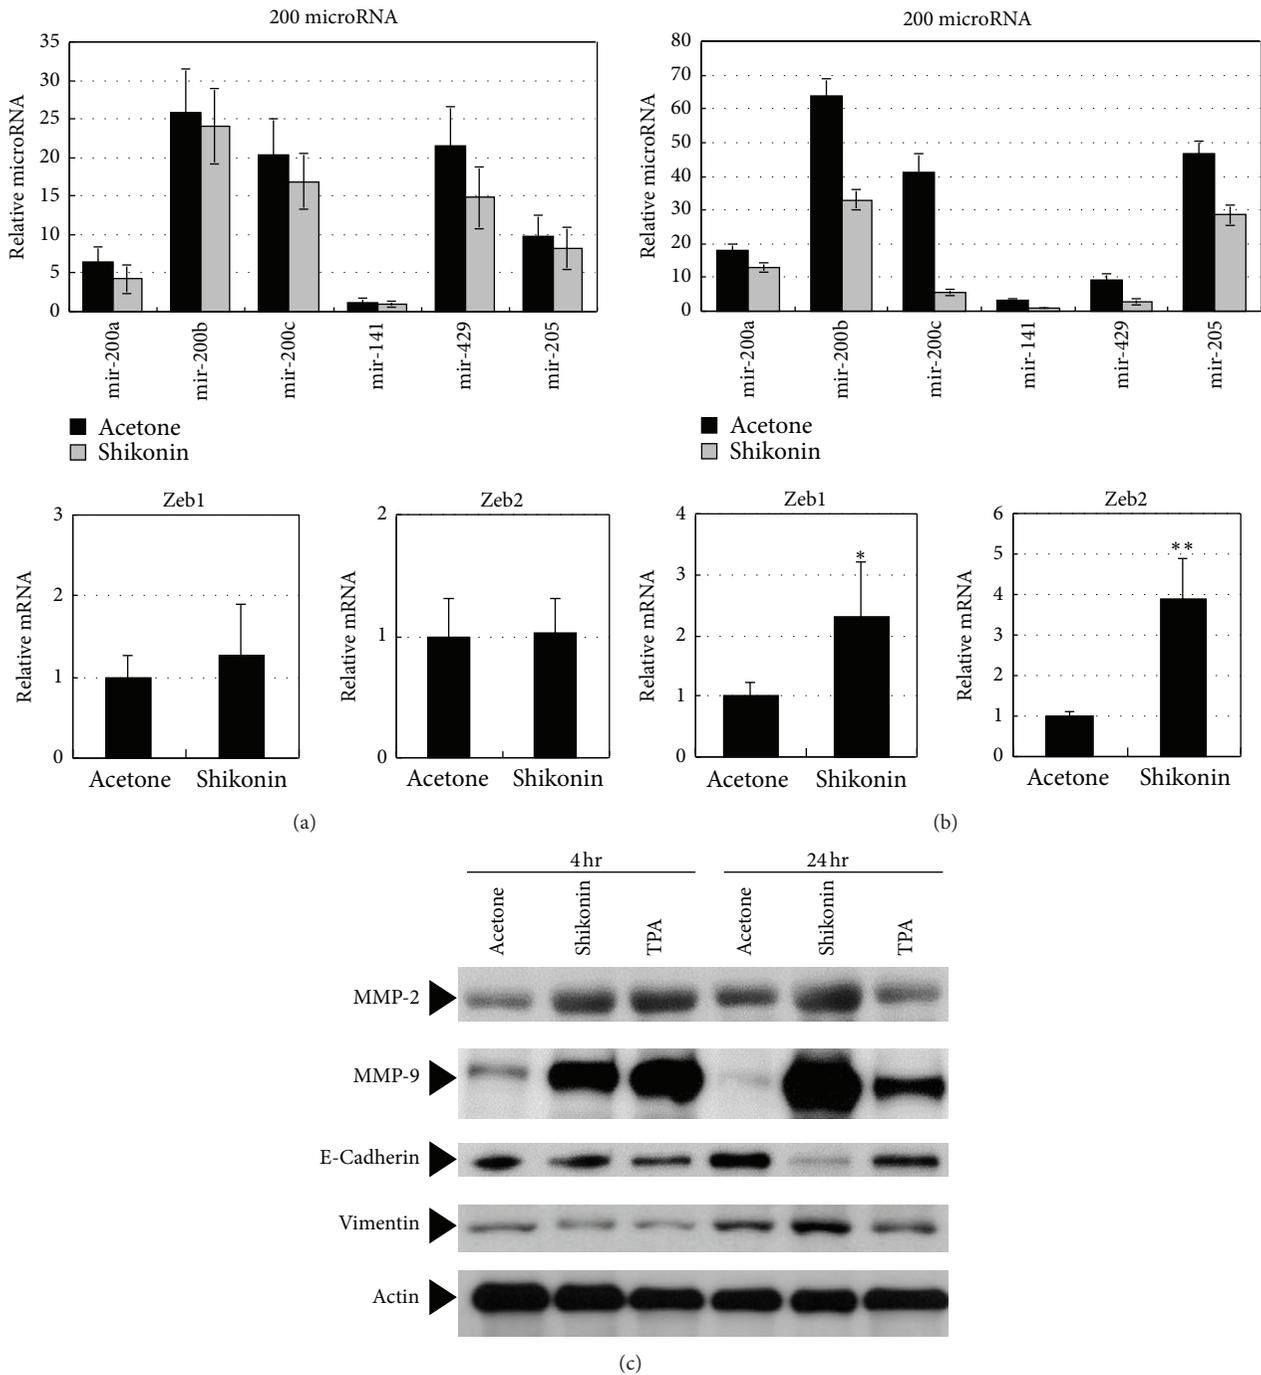 200 microRNA
Relative microRNA
35
30
25
20
15
10
5
0
mir-200a
mir-200b
mir-200c
mir-141
mir-429
mir-205
Acetone
Shikonin
200 microRNA
Relative microRNA
80
70
60
50
40
30
20
10
0
mir-200a
mir-200b
mir-200c
mir-141
mir-429
mir-205
Acetone
Shikonin
Zeb1
Relative mRNA
3
2
1
0
Acetone Shikonin
Zeb2
Relative mRNA
2
1
0
Acetone Shikonin
(a)
Zeb1
Relative mRNA
4
3
2
1
0
*
Acetone Shikonin
Zeb2
Relative mRNA
6
5
4
3
2
1
0
**
Acetone Shikonin
(b)
4 hr 24 hr
Acetone
Shikonin
TPA
Acetone
Shikonin
TPA
MMP-2
MMP-9
E-Cadherin
Vimentin
Actin
(c)